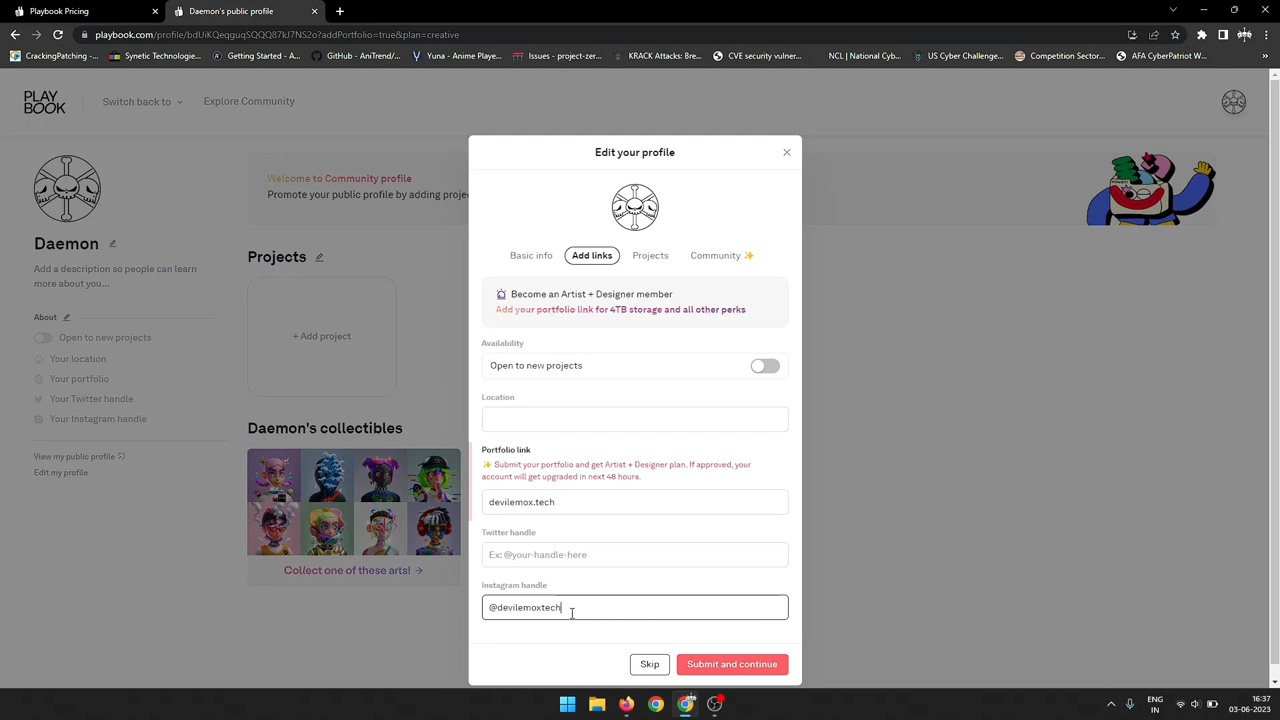 Playbook Pricing
Daemon's Profile
playbook.com/profile/bdUiKQeqguqSQQQ87kJ7NS2o?addPortfolio=true&plan=creative
CrackingPatching -...
Synetic Technologie...
GitHub - AniTrendi/...
Yuna - Anime Player...
Issues - project-zer...
KRACK Attacks: Bre...
CVE security vulner...
NCL | National Cyb...
US Cyber Challenge...
Competition Sector...
AFA CyberPatriot W...
PLAY
BOOK
Switch back to
Explore Community
Welcome to Community profile
Promote your public profile by adding projec
Daemon
Add a description so people can learn
more about you...
About
Open to new projects
Your location
Your portfolio
Your Twitter handle
Your Instagram handle
View my public profile
Edit my profile
Projects
+ Add project
Daemon's collectibles
Collect one of these arts! →
Edit your profile
Basic info
Add links
Projects
Community ✨
Become an Artist + Designer member
Add your portfolio link for 4TB storage and all other perks
Availability
Open to new projects
Location
Portfolio link
✨ Submit your portfolio and get Artist + Designer plan. If approved, your
account will get upgraded in next 48 hours.
devilemox.tech
Twitter handle
Ex: @your-handle-here
Instagram handle
@devilemoxtech
Skip
Submit and continue
ENG
IN
16:37
03-06-2023